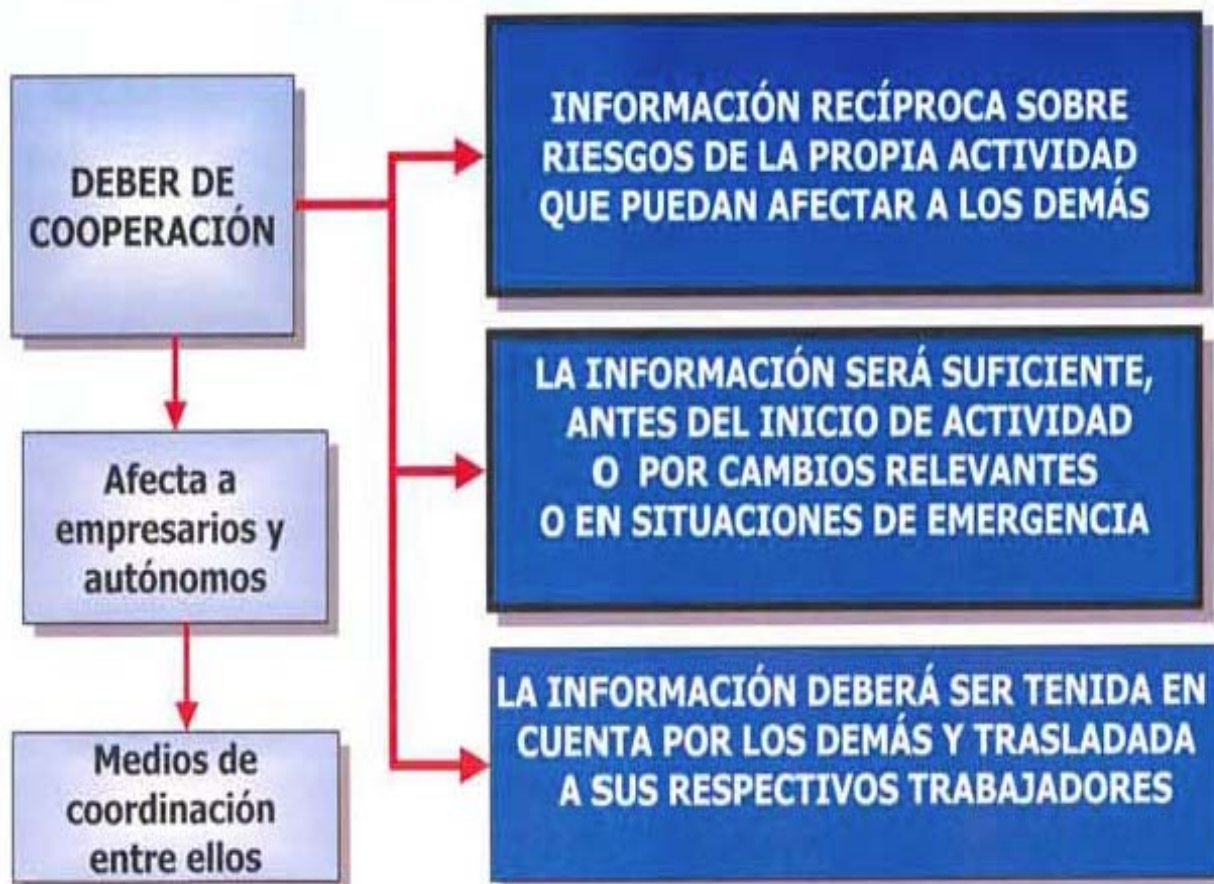 DEBER DE
COOPERACIÓN
Afecta a
empresarios y
autónomos
Medios de
coordinación
entre ellos
INFORMACIÓN RECÍPROCA SOBRE
RIESGOS DE LA PROPIA ACTIVIDAD
QUE PUEDAN AFECTAR A LOS DEMÁS
LA INFORMACIÓN SERÁ SUFICIENTE,
ANTES DEL INICIO DE ACTIVIDAD
O POR CAMBIOS RELEVANTES
O EN SITUACIONES DE EMERGENCIA
LA INFORMACIÓN DEBERÁ SER TENIDA EN
CUENTA POR LOS DEMÁS Y TRASLADADA
A SUS RESPECTIVOS TRABAJADORES